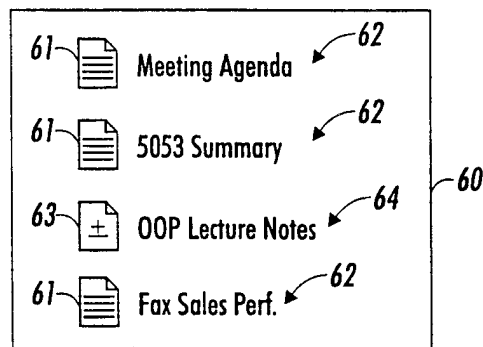 61 Meeting Agenda 62
61 5053 Summary 62
60
63 + OOP Lecture Notes 64
61 Fax Sales Perf. 62